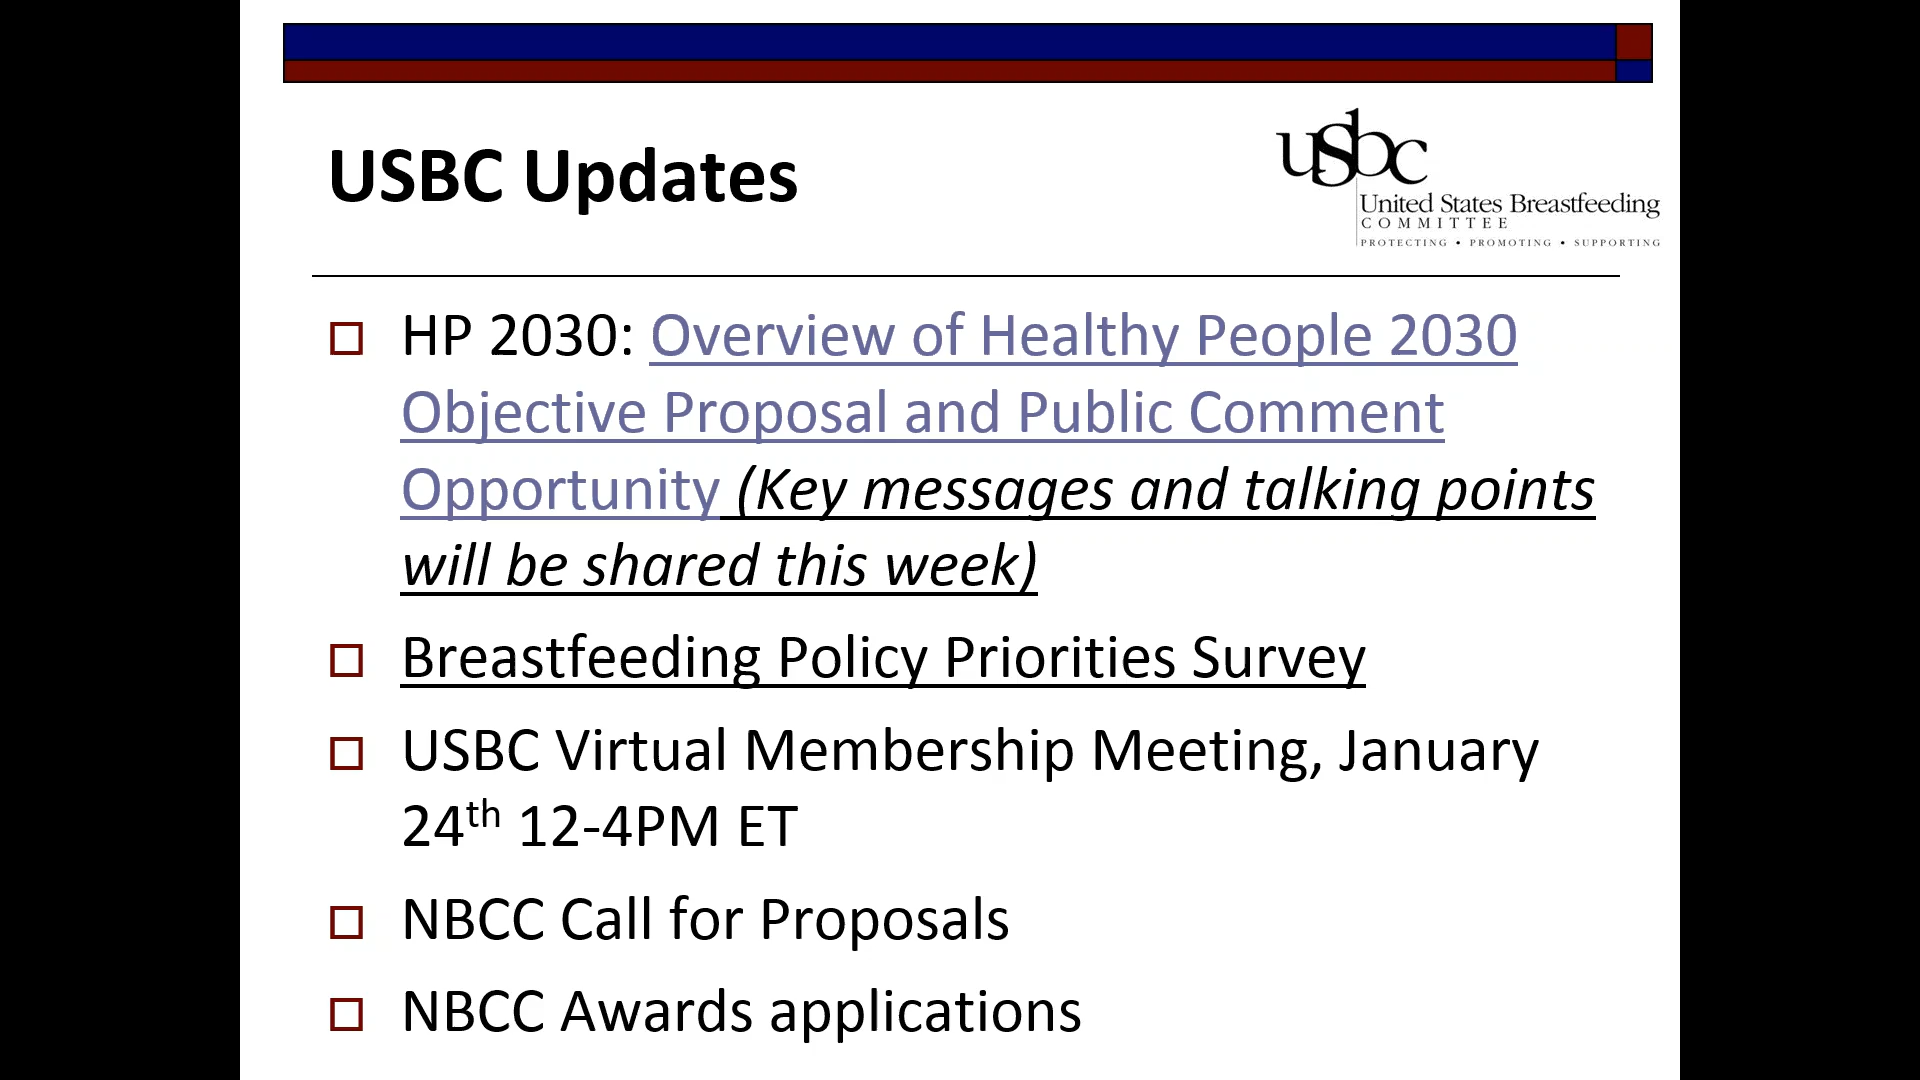 USBC Updates
usbc
United States Breastfeeding
COMMITTEE
PROTECTING • PROMOTING • SUPPORTING
HP 2030: Overview of Healthy People 2030
Objective Proposal and Public Comment
Opportunity (Key messages and talking points
will be shared this week)
Breastfeeding Policy Priorities Survey
USBC Virtual Membership Meeting, January
24th 12-4PM ET
NBCC Call for Proposals
NBCC Awards applications